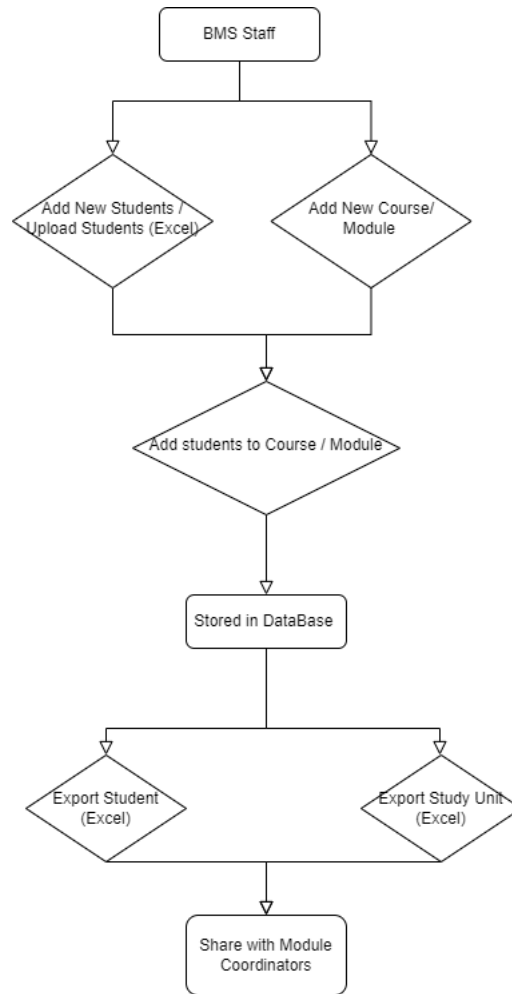 BMS Staff
Add New Students /
Upload Students (Excel)
Add New Course/
Module
Add students to Course / Module
Stored in DataBase
Export Student
(Excel)
Export Study Unit
(Excel)
Share with Module
Coordinators